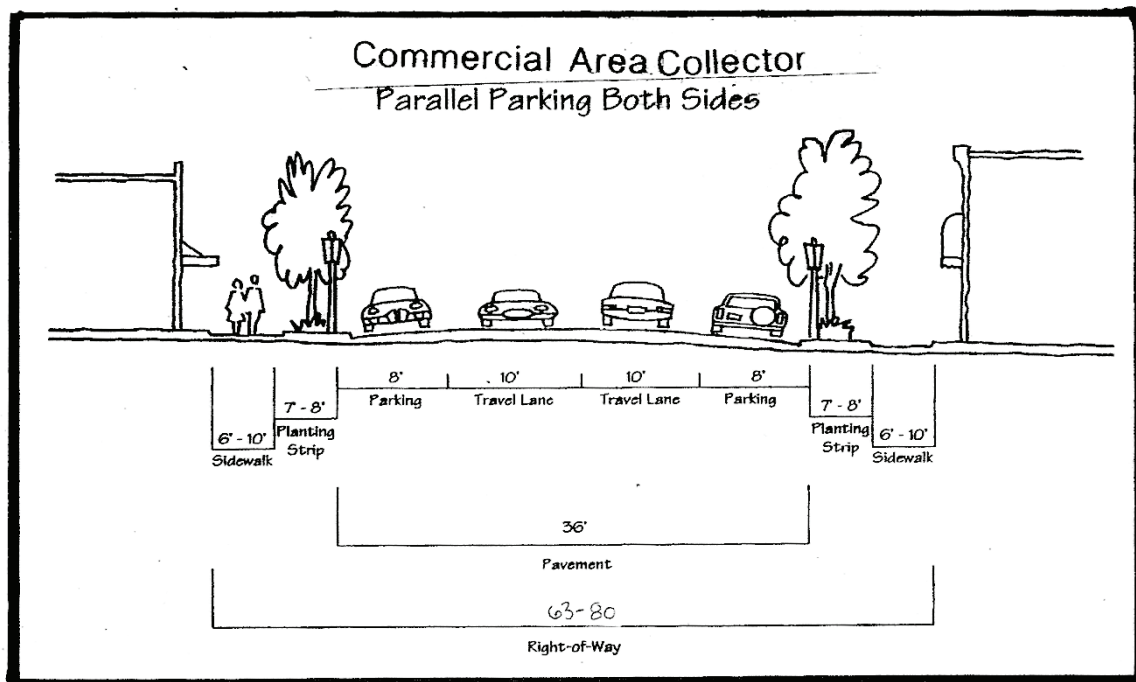 Commercial Area Collector
Parallel Parking Both Sides
8' 10' 10' 8'
Parking Travel Lane Travel Lane Parking
7' - 8' 7' - 8'
Planting Strip Planting Strip
6' - 10' 6' - 10'
Sidewalk Sidewalk
36'
Pavement
63-80
Right-of-Way